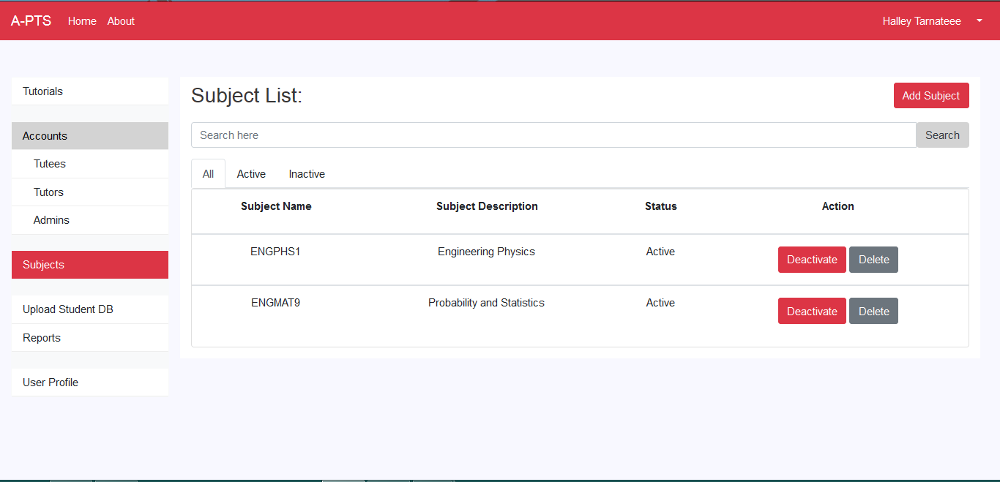 A-PTS Home About Halley Tarnateee
Tutorials
Accounts
Tutees
Tutors
Admins
Subjects
Upload Student DB
Reports
User Profile
Subject List: Add Subject
Search here Search
All Active Inactive
Subject Name Subject Description Status Action
ENGPHS1 Engineering Physics Active Deactivate Delete
ENGMAT9 Probability and Statistics Active Deactivate Delete